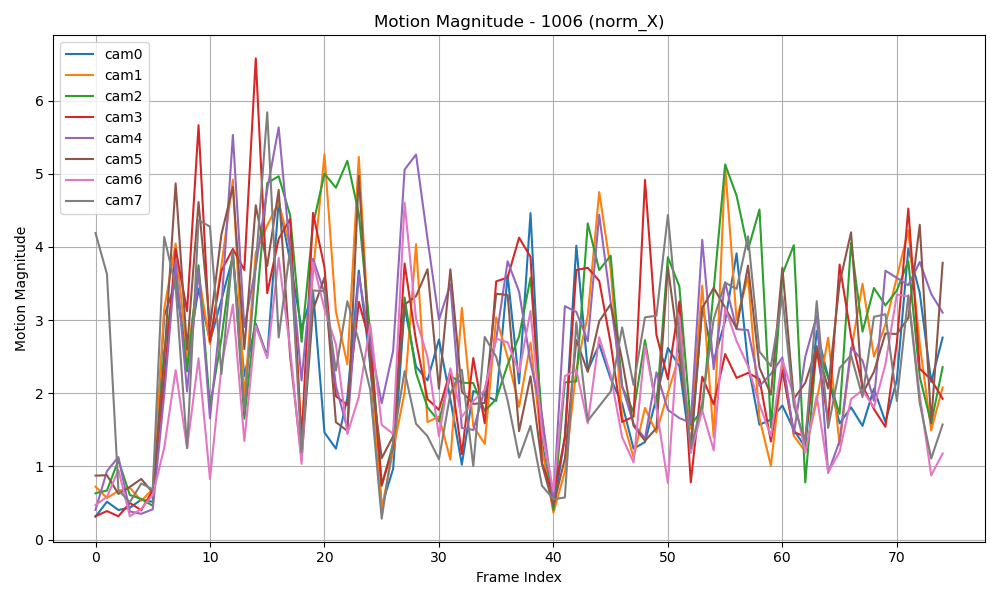 Motion Magnitude - 1006 (norm_X)
cam0
cam1
cam2
cam3
cam4
cam5
cam6
cam7
Motion Magnitude
6
5
4
3
2
1
0
0 10 20 30 40 50 60 70
Frame Index